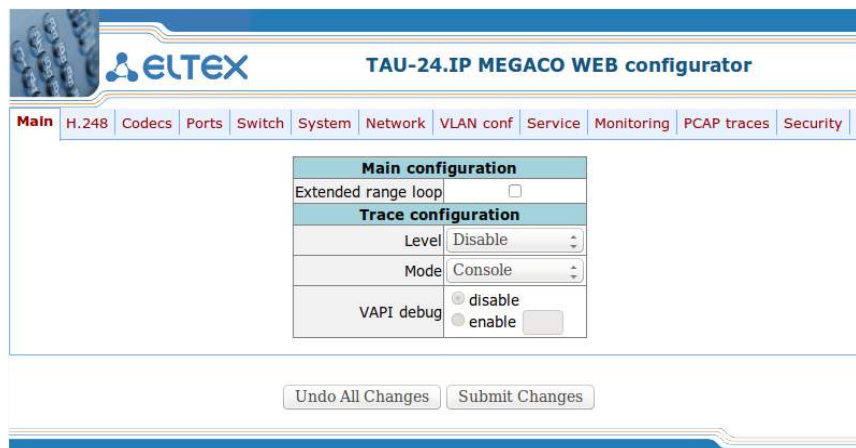 ELTEX
TAU-24.IP MEGACO WEB configurator
Main H.248 Codecs Ports Switch System Network VLAN conf Service Monitoring PCAP traces Security
Main configuration
Extended range loop
Trace configuration
Level Disable
Mode Console
VAPI debug disable
enable
Undo All Changes Submit Changes